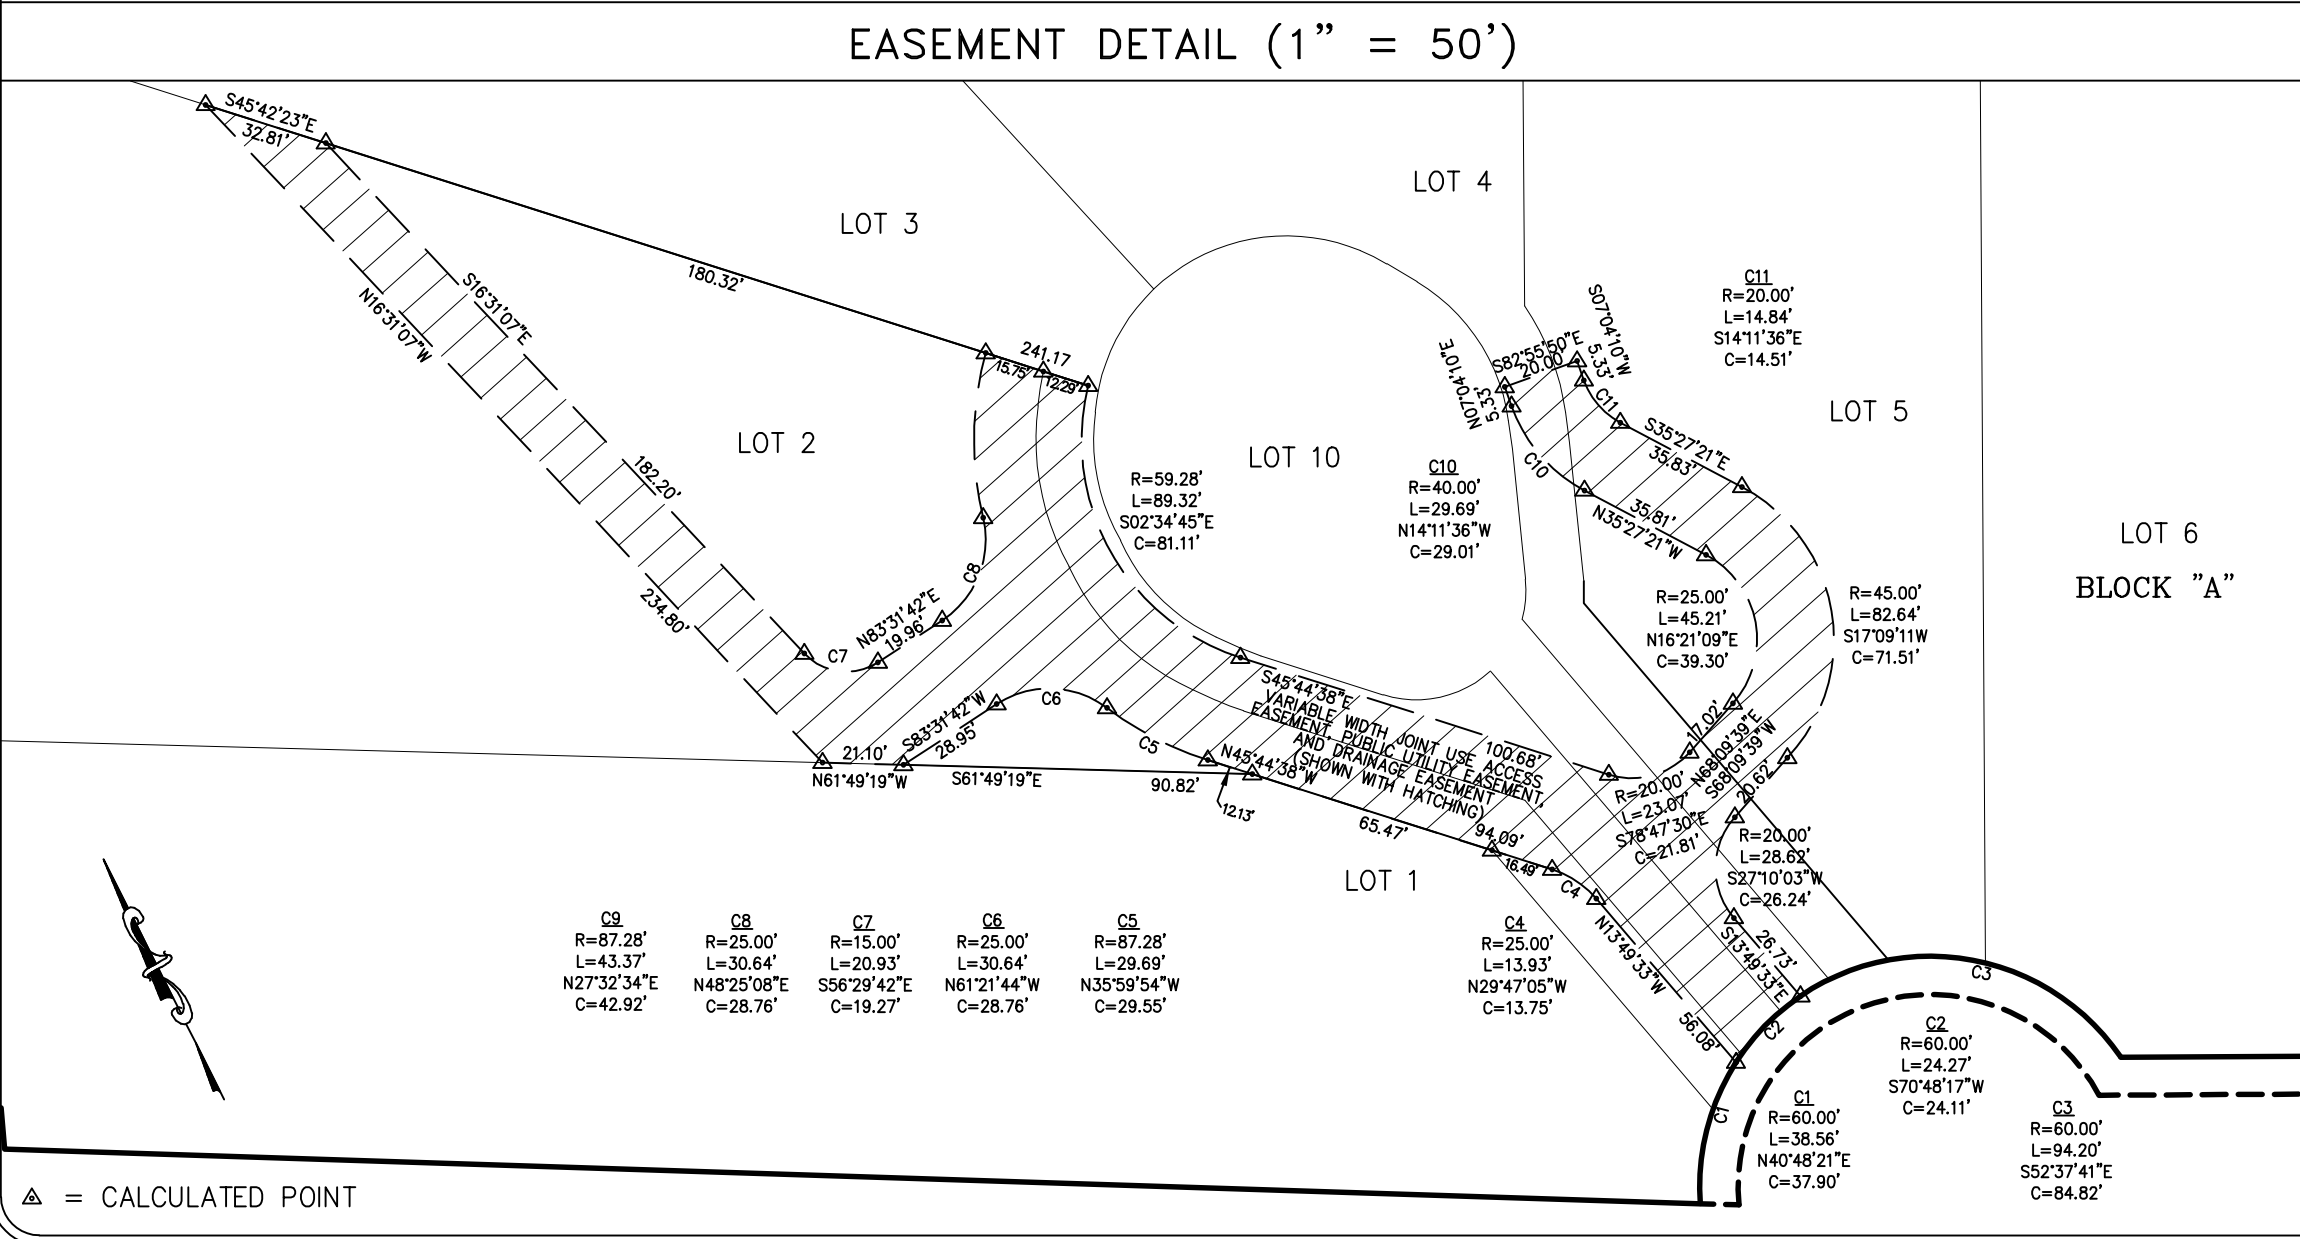 EASEMENT DETAIL (1” = 50’)
S45°42’23”E
32.81’
LOT 3
LOT 4
180.32’
S16°31’07”E
N16°31’07”W
182.20’
234.80’
LOT 2
241.17
15.75’
12.29’
LOT 10
R=59.28’
L=89.32’
S02°34’45”E
C=81.11’
N07°04’10”E
5.33’
S82°55’50”E
20.00’
S07°04’10”W
5.33’
C11
C10
C11
R=20.00’
L=14.84’
S14°11’36”E
C=14.51’
LOT 5
S35°27’21”E
35.83’
35.81’
N35°27’21”W
C10
R=40.00’
L=29.69’
N14°11’36”W
C=29.01’
LOT 6
BLOCK "A"
R=25.00’
L=45.21’
N16°21’09”E
C=39.30’
R=45.00’
L=82.64’
S17°09’11W
C=71.51’
C8
N83°31’42”E
19.96’
C7
C6
S83°31’42”W
28.95’
C5
21.10’
N61°49’19”W
S61°49’19”E
90.82’
12.13’
N45°44’38”W
S45°44’38”E
VARIABLE WIDTH JOINT USE ACCESS
EASEMENT, PUBLIC UTILITY EASEMENT,
AND DRAINAGE EASEMENT
(SHOWN WITH HATCHING)
100.68’
17.02’
N68°09’39”E
S68°09’39”W
20.62’
R=20.00’
L=23.07’
S78°47’30”E
C=21.81’
R=20.00’
L=28.62’
S27°10’03”W
C=26.24’
65.47’
94.09’
16.49’
C4
LOT 1
N13°49’33”W
56.08’
26.73’
S13°49’33”E
C2
C3
C1
C9
R=87.28’
L=43.37’
N27°32’34”E
C=42.92’
C8
R=25.00’
L=30.64’
N48°25’08”E
C=28.76’
C7
R=15.00’
L=20.93’
S56°29’42”E
C=19.27’
C6
R=25.00’
L=30.64’
N61°21’44”W
C=28.76’
C5
R=87.28’
L=29.69’
N35°59’54”W
C=29.55’
C4
R=25.00’
L=13.93’
N29°47’05”W
C=13.75’
C2
R=60.00’
L=24.27’
S70°48’17”W
C=24.11’
C1
R=60.00’
L=38.56’
N40°48’21”E
C=37.90’
C3
R=60.00’
L=94.20’
S52°37’41”E
C=84.82’
= CALCULATED POINT